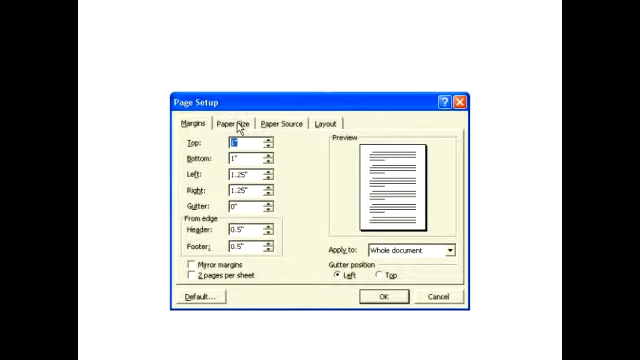 Page Setup
Margins Paper Size Paper Source Layout
Top: 1"
Bottom: 1"
Left: 1.25"
Right: 1.25"
Gutter: 0"
From edge
Header: 0.5"
Footer: 0.5"
Mirror margins
2 pages per sheet
Preview
Apply to: Whole document
Gutter position
Left Top
Default... OK Cancel